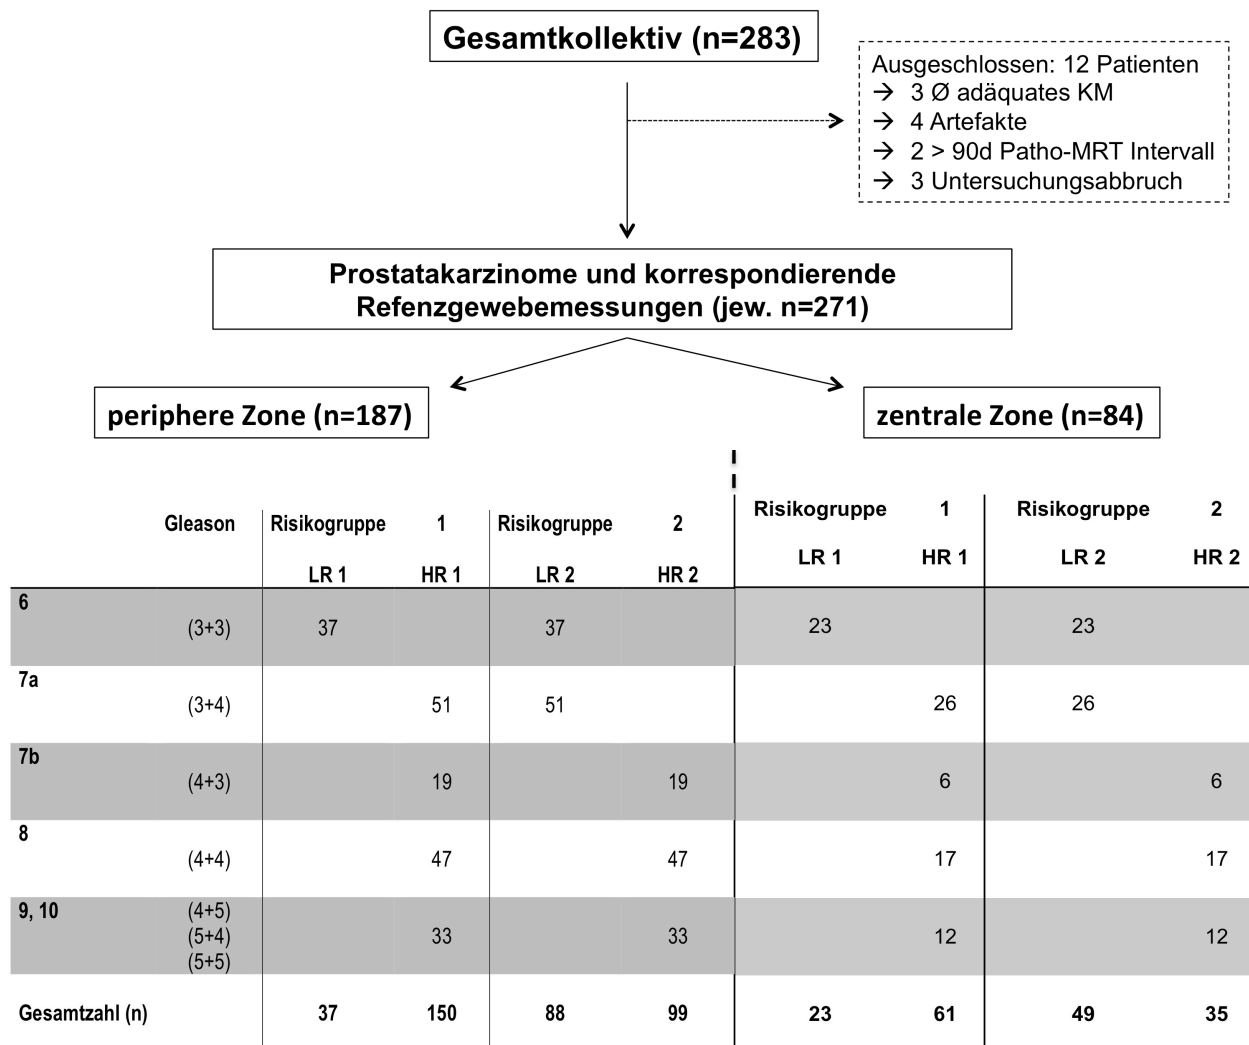 Gesamtkollektiv (n=283)
Ausgeschlossen: 12 Patienten
→ 3 Ø adäquates KM
→ 4 Artefakte
→ 2 > 90d Patho-MRT Intervall
→ 3 Untersuchungsabbruch
Prostatakarzinome und korrespondierende
Refenzgewebemessungen (jew. n=271)
periphere Zone (n=187)
zentrale Zone (n=84)
Gleason Risikogruppe 1 Risikogruppe 2 Risikogruppe 1 Risikogruppe 2
LR 1 HR 1 LR 2 HR 2 LR 1 HR 1 LR 2 HR 2
6
(3+3) 37 37 23 23
7a
(3+4) 51 51 26 26
7b
(4+3) 19 19 6 6
8
(4+4) 47 47 17 17
9, 10 (4+5)
(5+4) 33 33 12 12
(5+5)
Gesamtzahl (n) 37 150 88 99 23 61 49 35